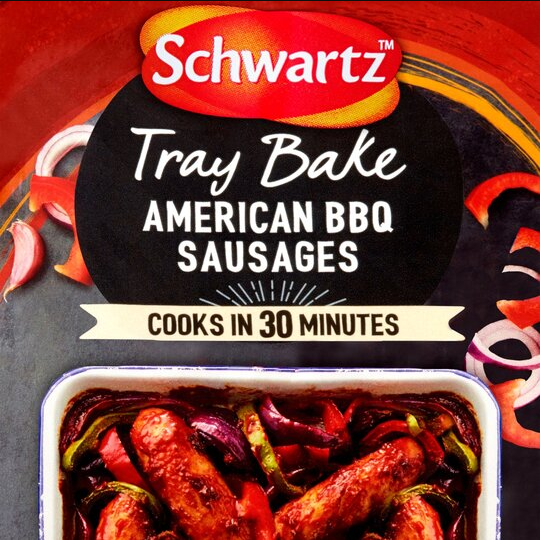 Schwartz™
Tray Bake
AMERICAN BBQ
SAUSAGES
COOKS IN 30 MINUTES